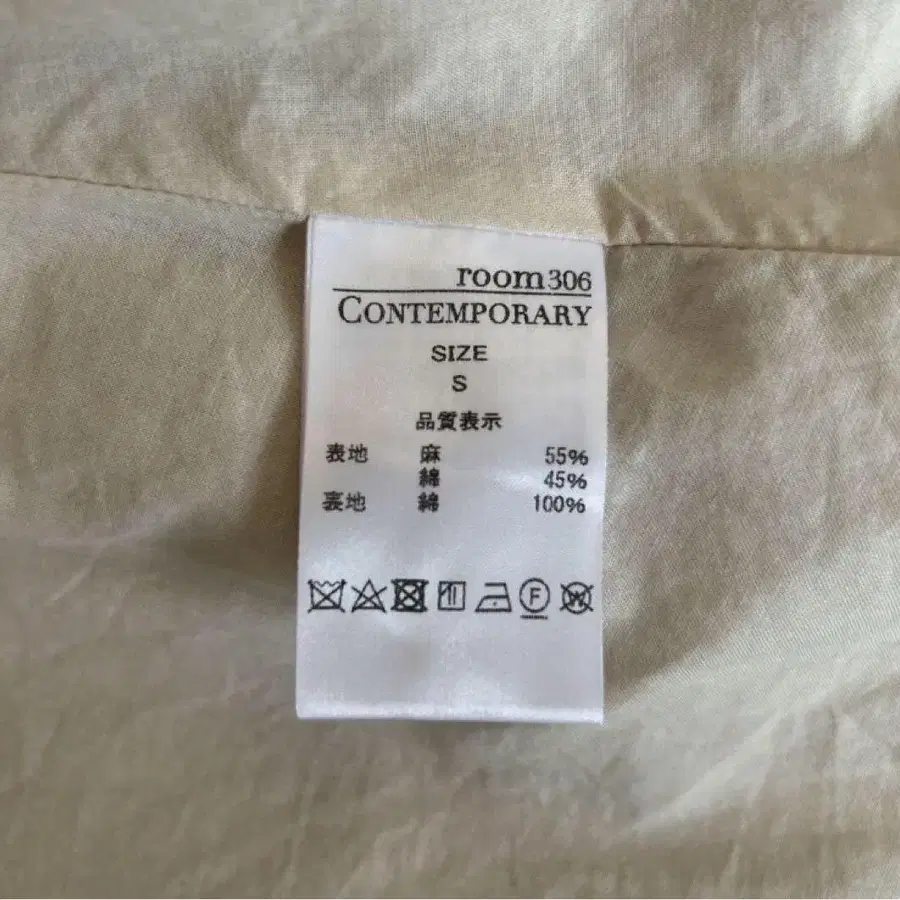 room306
CONTEMPORARY
SIZE
S
品質表示
表地 麻 55%
綿 45%
裏地 綿 100%
F W